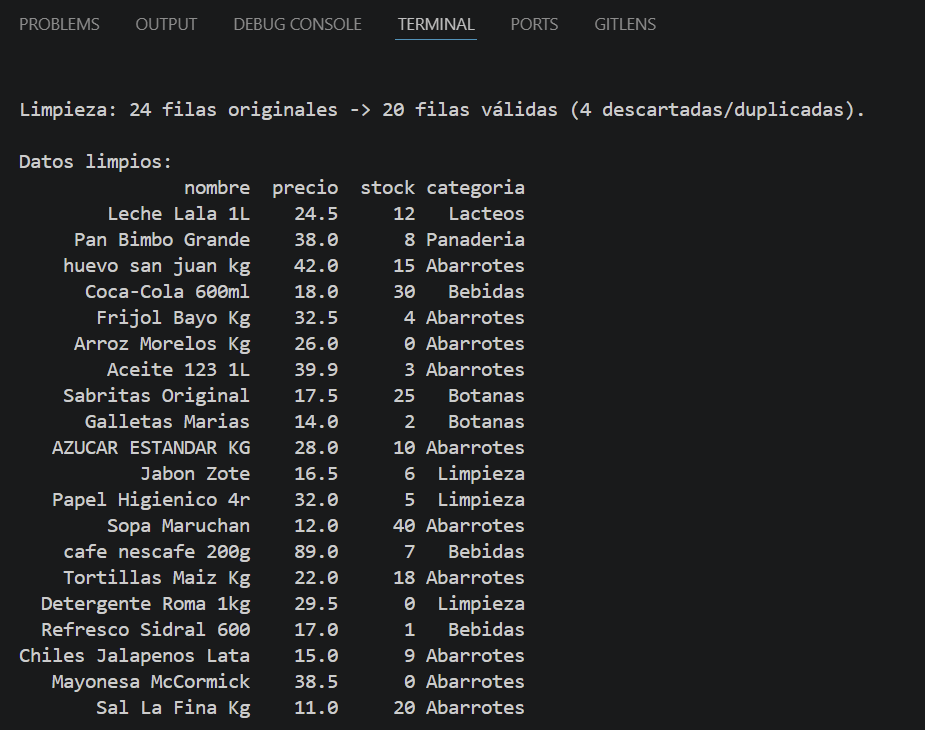 PROBLEMS OUTPUT DEBUG CONSOLE TERMINAL PORTS GITLENS
Limpieza: 24 filas originales -> 20 filas válidas (4 descartadas/duplicadas).
Datos limpios:
nombre precio stock categoria
Leche Lala 1L 24.5 12 Lacteos
Pan Bimbo Grande 38.0 8 Panaderia
huevo san juan kg 42.0 15 Abarrotes
Coca-Cola 600ml 18.0 30 Bebidas
Frijol Bayo Kg 32.5 4 Abarrotes
Arroz Morelos Kg 26.0 0 Abarrotes
Aceite 123 1L 39.9 3 Abarrotes
Sabritas Original 17.5 25 Botanas
Galletas Marias 14.0 2 Botanas
AZUCAR ESTANDAR KG 28.0 10 Abarrotes
Jabon Zote 16.5 6 Limpieza
Papel Higienico 4r 32.0 5 Limpieza
Sopa Maruchan 12.0 40 Abarrotes
cafe nescafe 200g 89.0 7 Bebidas
Tortillas Maiz Kg 22.0 18 Abarrotes
Detergente Roma 1kg 29.5 0 Limpieza
Refresco Sidral 600 17.0 1 Bebidas
Chiles Jalapenos Lata 15.0 9 Abarrotes
Mayonesa McCormick 38.5 0 Abarrotes
Sal La Fina Kg 11.0 20 Abarrotes